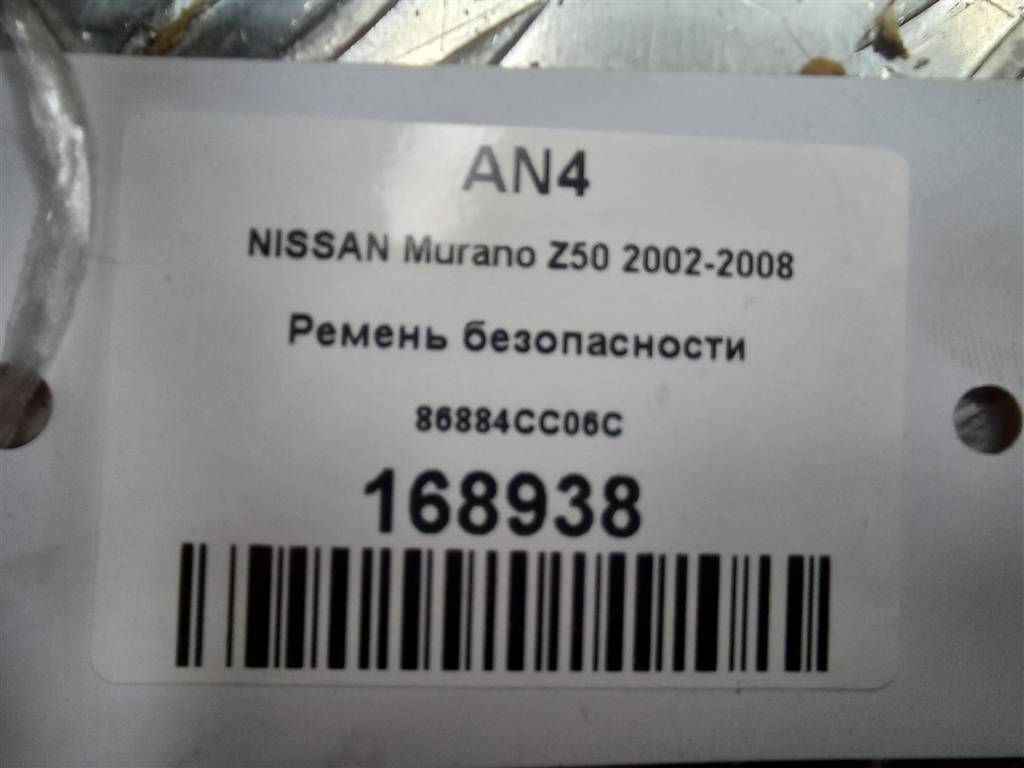 AN4
NISSAN Murano Z50 2002-2008
Ремень безопасности
86884CC06C
168938